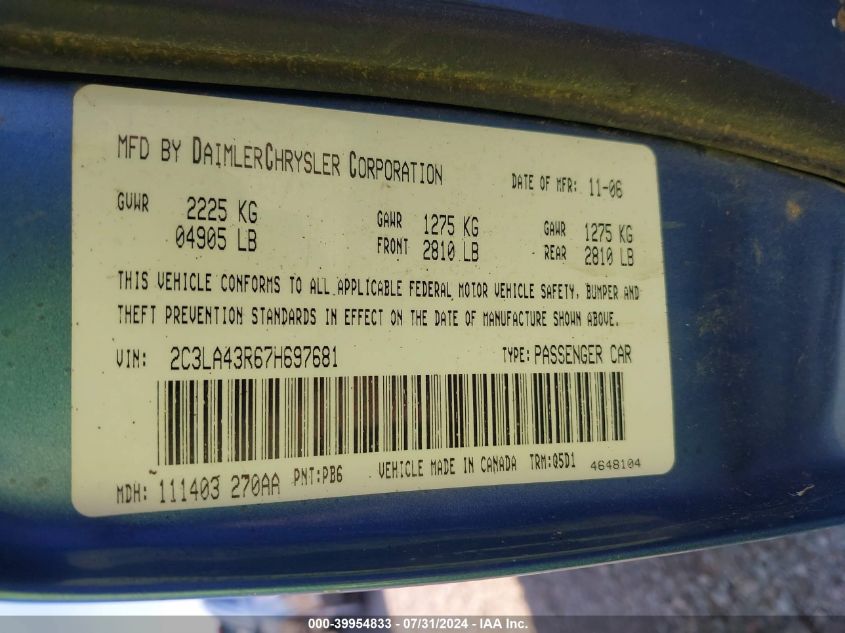 MFD BY DAIMLERCHRYSLER CORPORATION DATE OF MFR: 11-06
GVWR 2225 KG GAWR 1275 KG GAWR 1275 KG
04905 LB FRONT 2810 LB REAR 2810 LB
THIS VEHICLE CONFORMS TO ALL APPLICABLE FEDERAL MOTOR VEHICLE SAFETY, BUMPER AND
THEFT PREVENTION STANDARDS IN EFFECT ON THE DATE OF MANUFACTURE SHOWN ABOVE.
VIN: 2C3LA43R67H697681 TYPE: PASSENGER CAR
MDH: 111403 270AA PNT:PB6 VEHICLE MADE IN CANADA TRM:Q5D1 4648104
000-39954833 / 07/31/2024 - IAA Inc.